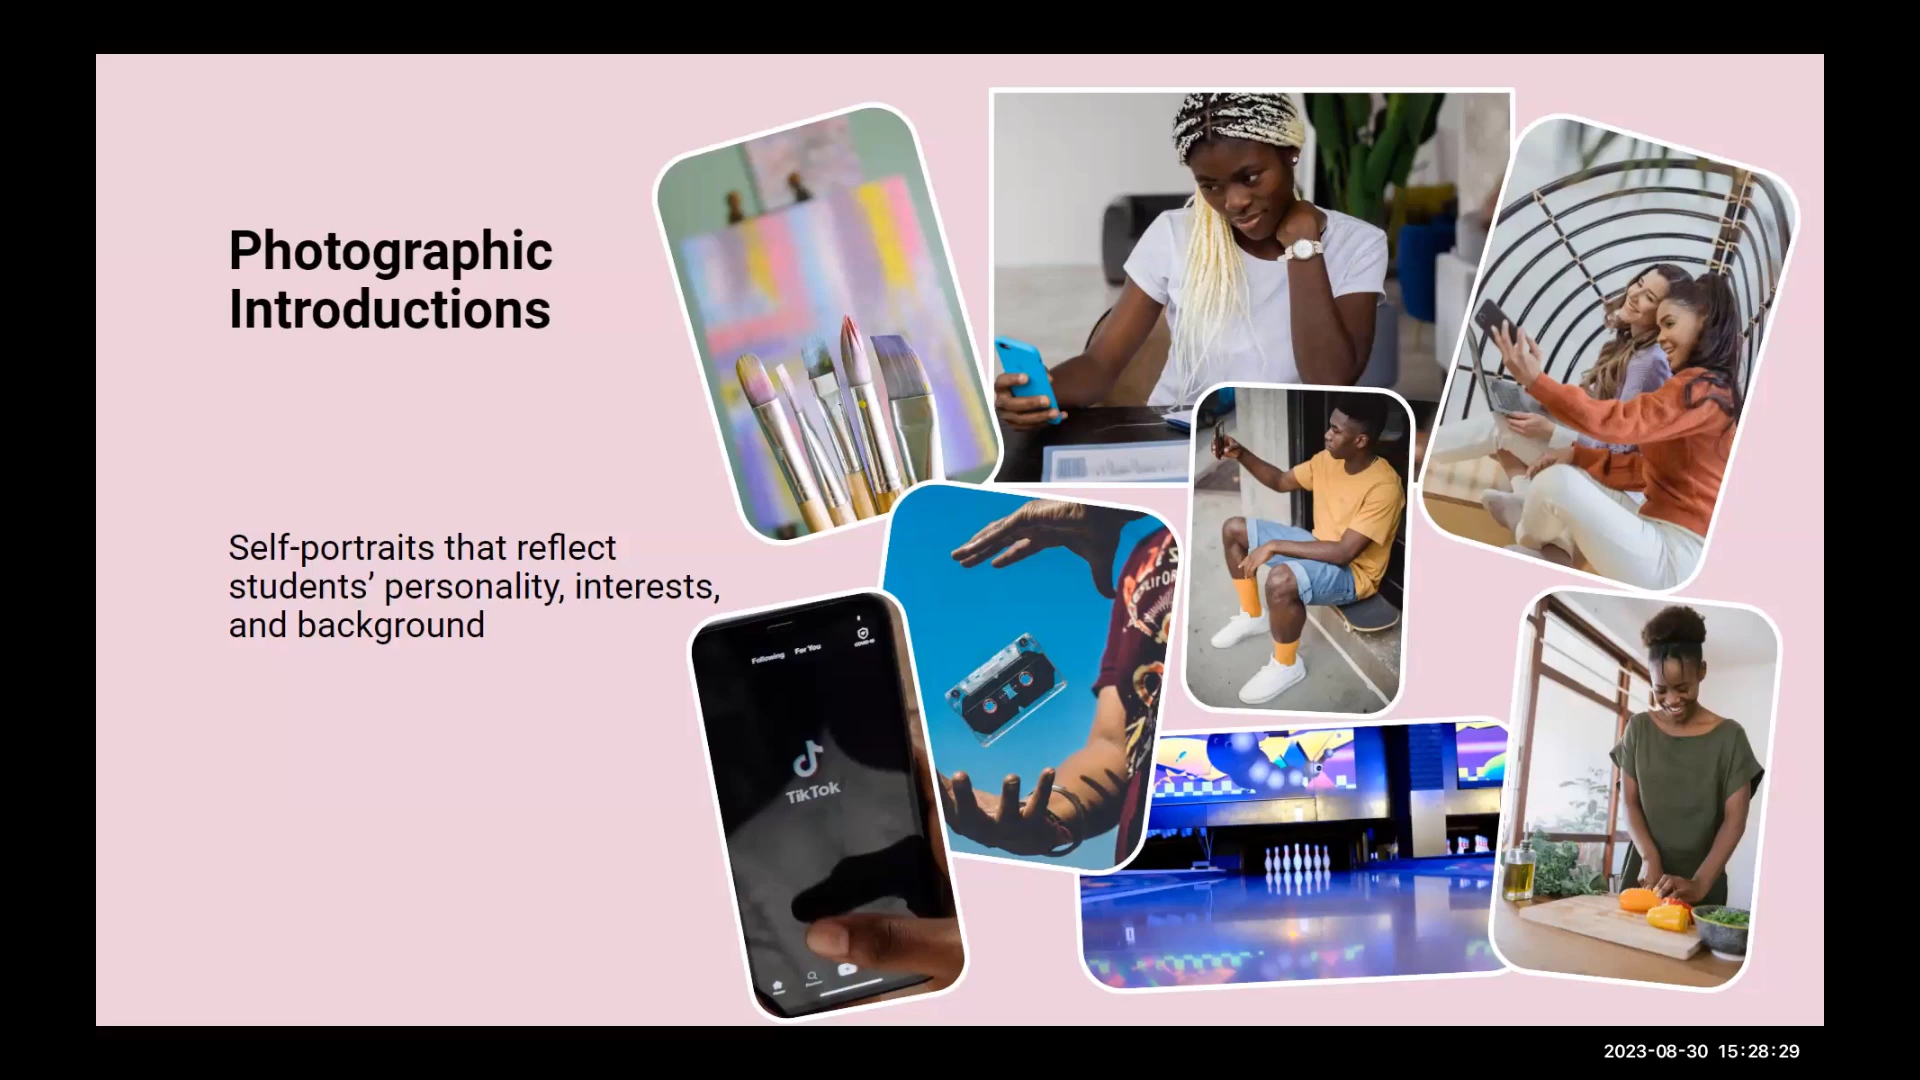 Photographic
Introductions
Self-portraits that reflect
students’ personality, interests,
and background
Following For You
TikTok
2023-08-30 15:28:29